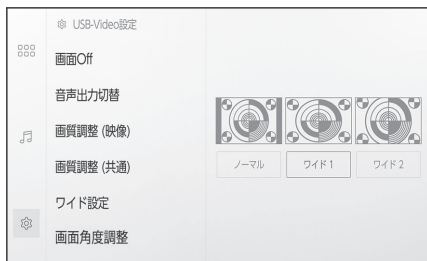 USB-Video設定
画面Off
音声出力切替
画質調整 (映像)
画質調整 (共通)
ワイド設定
画面角度調整
ノーマル
ワイド 1
ワイド 2